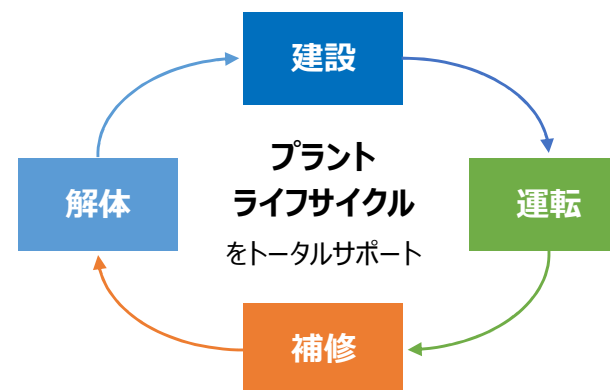 建設
プラント
ライフサイクル
をトータルサポート
解体
運転
補修